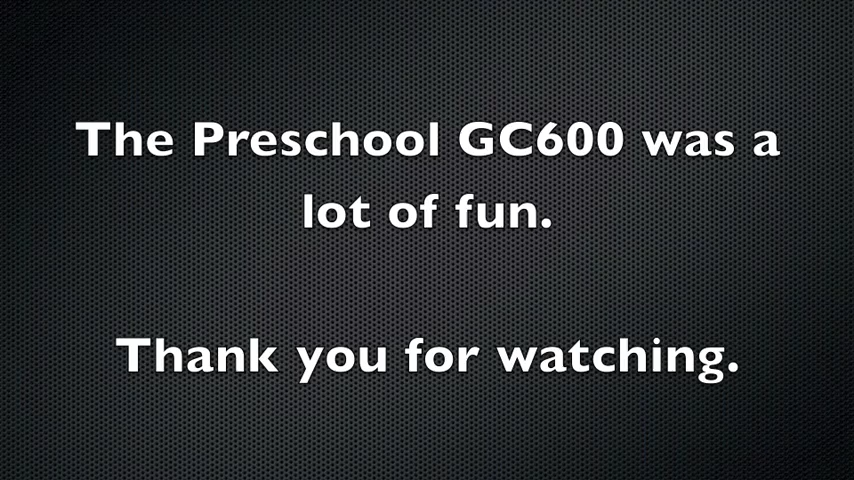 The Preschool GC600 was a
lot of fun.
Thank you for watching.